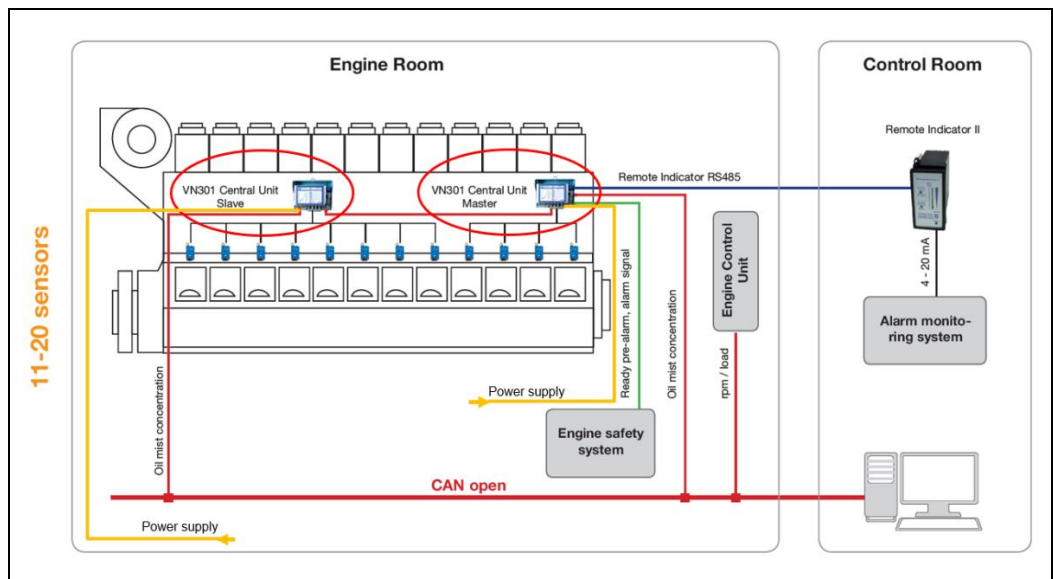 Engine Room
Control Room
Remote Indicator II
VN301 Central Unit
Slave
VN301 Central Unit
Master
Remote Indicator RS485
11-20 sensors
Oil mist concentration
Power supply
Ready pre-alarm, alarm signal
Oil mist concentration
Engine Control
Unit
rpm / load
4 - 20 mA
Alarm monito-
ring system
Engine safety
system
CAN open
Power supply